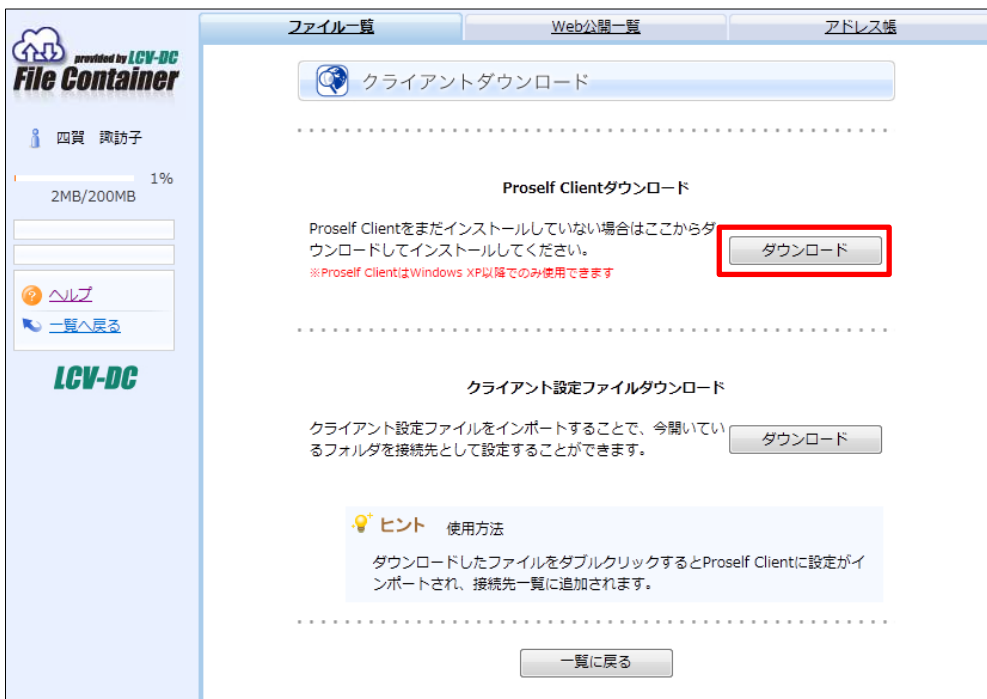 ファイル一覧
Web公開一覧
アドレス帳
provided by LCV-DC
File Container
四賀 諏訪子
1%
2MB/200MB
ヘルプ
一覧へ戻る
LCV-DC
クライアントダウンロード
Proself Clientダウンロード
Proself Clientをまだインストールしていない場合はここからダ
ウンロードしてインストールしてください。
※Proself ClientはWindows XP以降でのみ使用できます
ダウンロード
クライアント設定ファイルダウンロード
クライアント設定ファイルをインポートすることで、今開いてい
るフォルダを接続先として設定することができます。
ダウンロード
ヒント 使用方法
ダウンロードしたファイルをダブルクリックするとProself Clientに設定がイ
ンポートされ、接続先一覧に追加されます。
一覧に戻る